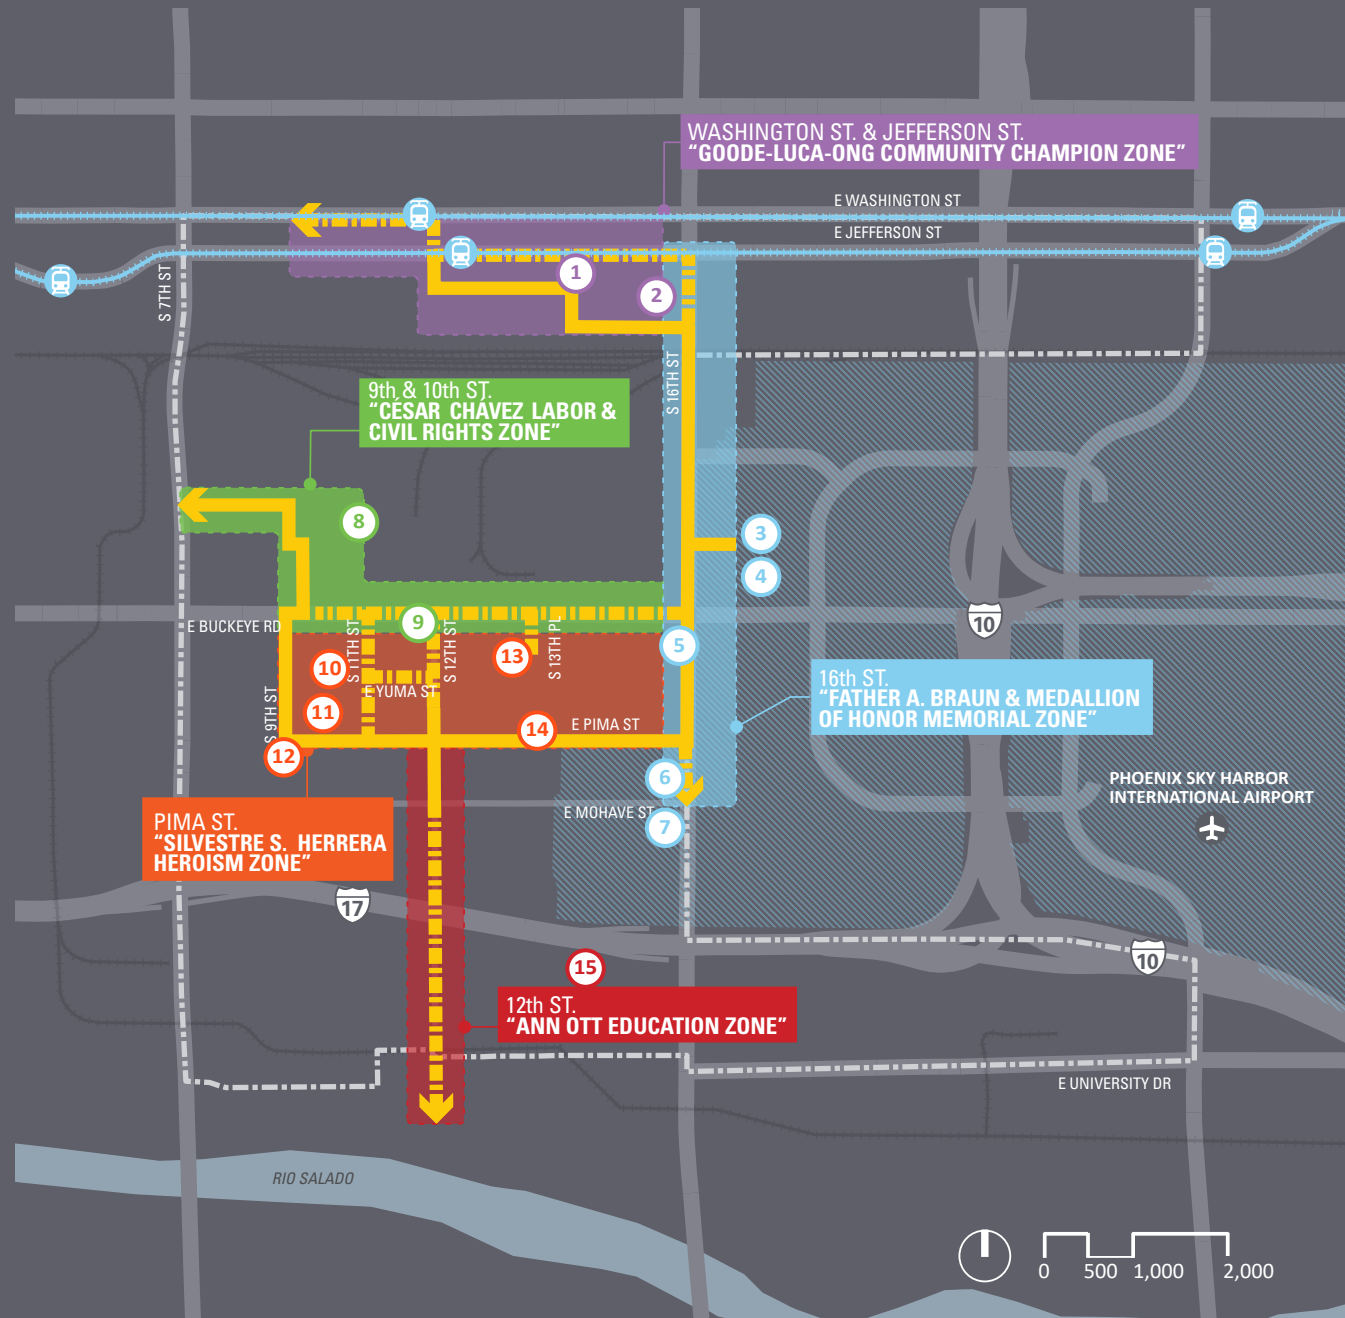 WASHINGTON ST. & JEFFERSON ST.
“GOODE-LUCA-ONG COMMUNITY CHAMPION ZONE”
E WASHINGTON ST
E JEFFERSON ST
S 7TH ST
1
2
S 16TH ST
9th & 10th ST.
“CÉSAR CHÁVEZ LABOR &
CIVIL RIGHTS ZONE”
8
3
4
E BUCKEYE RD
9
S 11TH ST
S 12TH ST
S 13TH PL
10
5
13
10
E YUMA ST
11
S 9TH ST
14
E PIMA ST
12
16th ST.
“FATHER A. BRAUN & MEDALLION
OF HONOR MEMORIAL ZONE”
6
E MOHAVE ST
7
PHOENIX SKY HARBOR
INTERNATIONAL AIRPORT
PIMA ST.
“SILVESTRE S. HERRERA
HEROISM ZONE”
17
10
15
12th ST.
“ANN OTT EDUCATION ZONE”
E UNIVERSITY DR
RIO SALADO
0 500 1,000 2,000